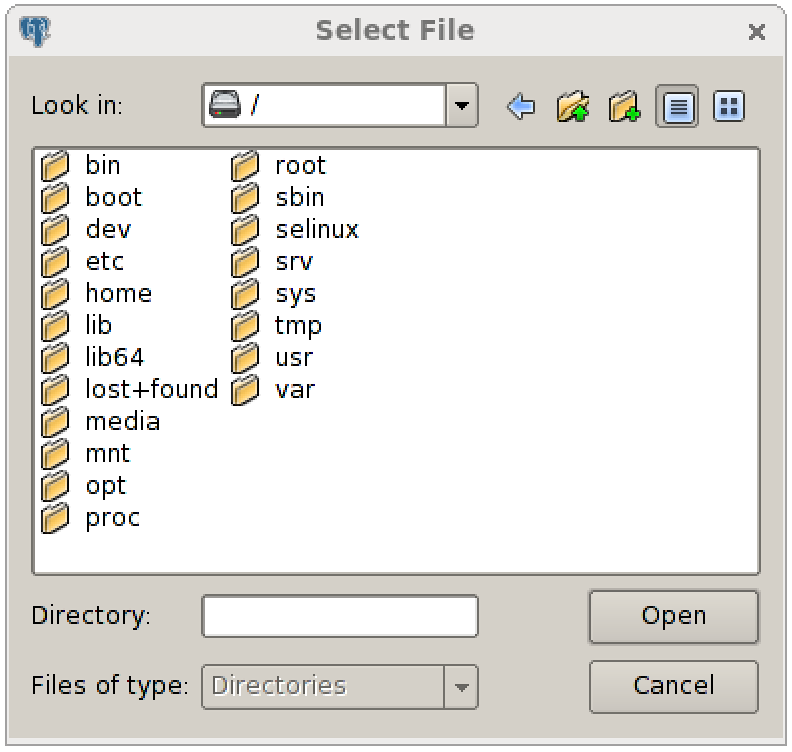 Select File
Look in: /
bin
boot
dev
etc
home
lib
lib64
lost+found
media
mnt
opt
proc
root
sbin
selinux
srv
sys
tmp
usr
var
Directory:
Open
Files of type: Directories
Cancel